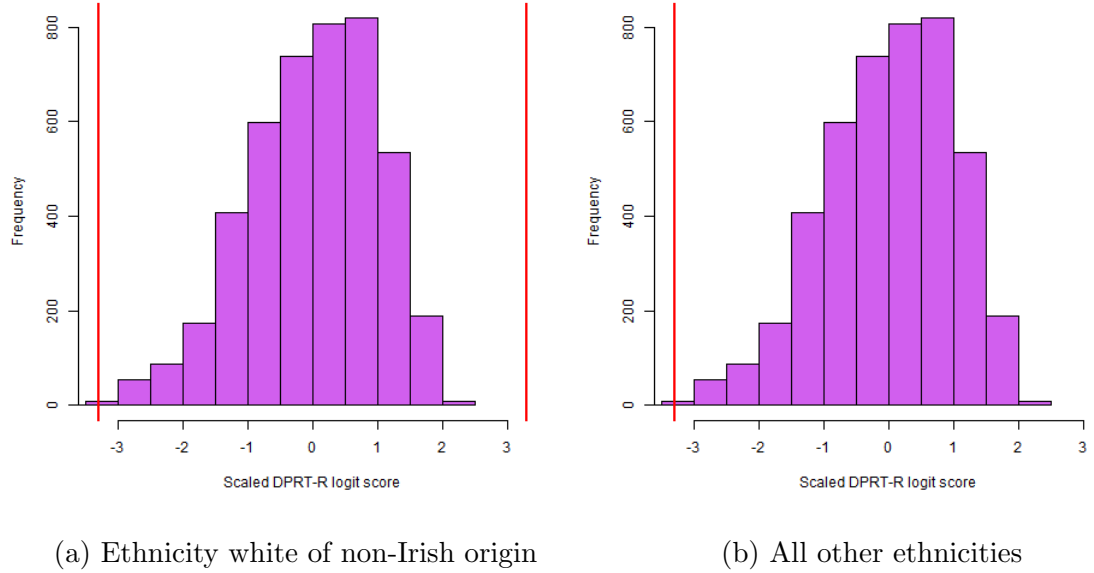 800
600
400
200
0
Frequency
-3 -2 -1 0 1 2 3
Scaled DPRT-R logit score
(a) Ethnicity white of non-Irish origin
800
600
400
200
0
Frequency
-3 -2 -1 0 1 2 3
Scaled DPRT-R logit score
(b) All other ethnicities